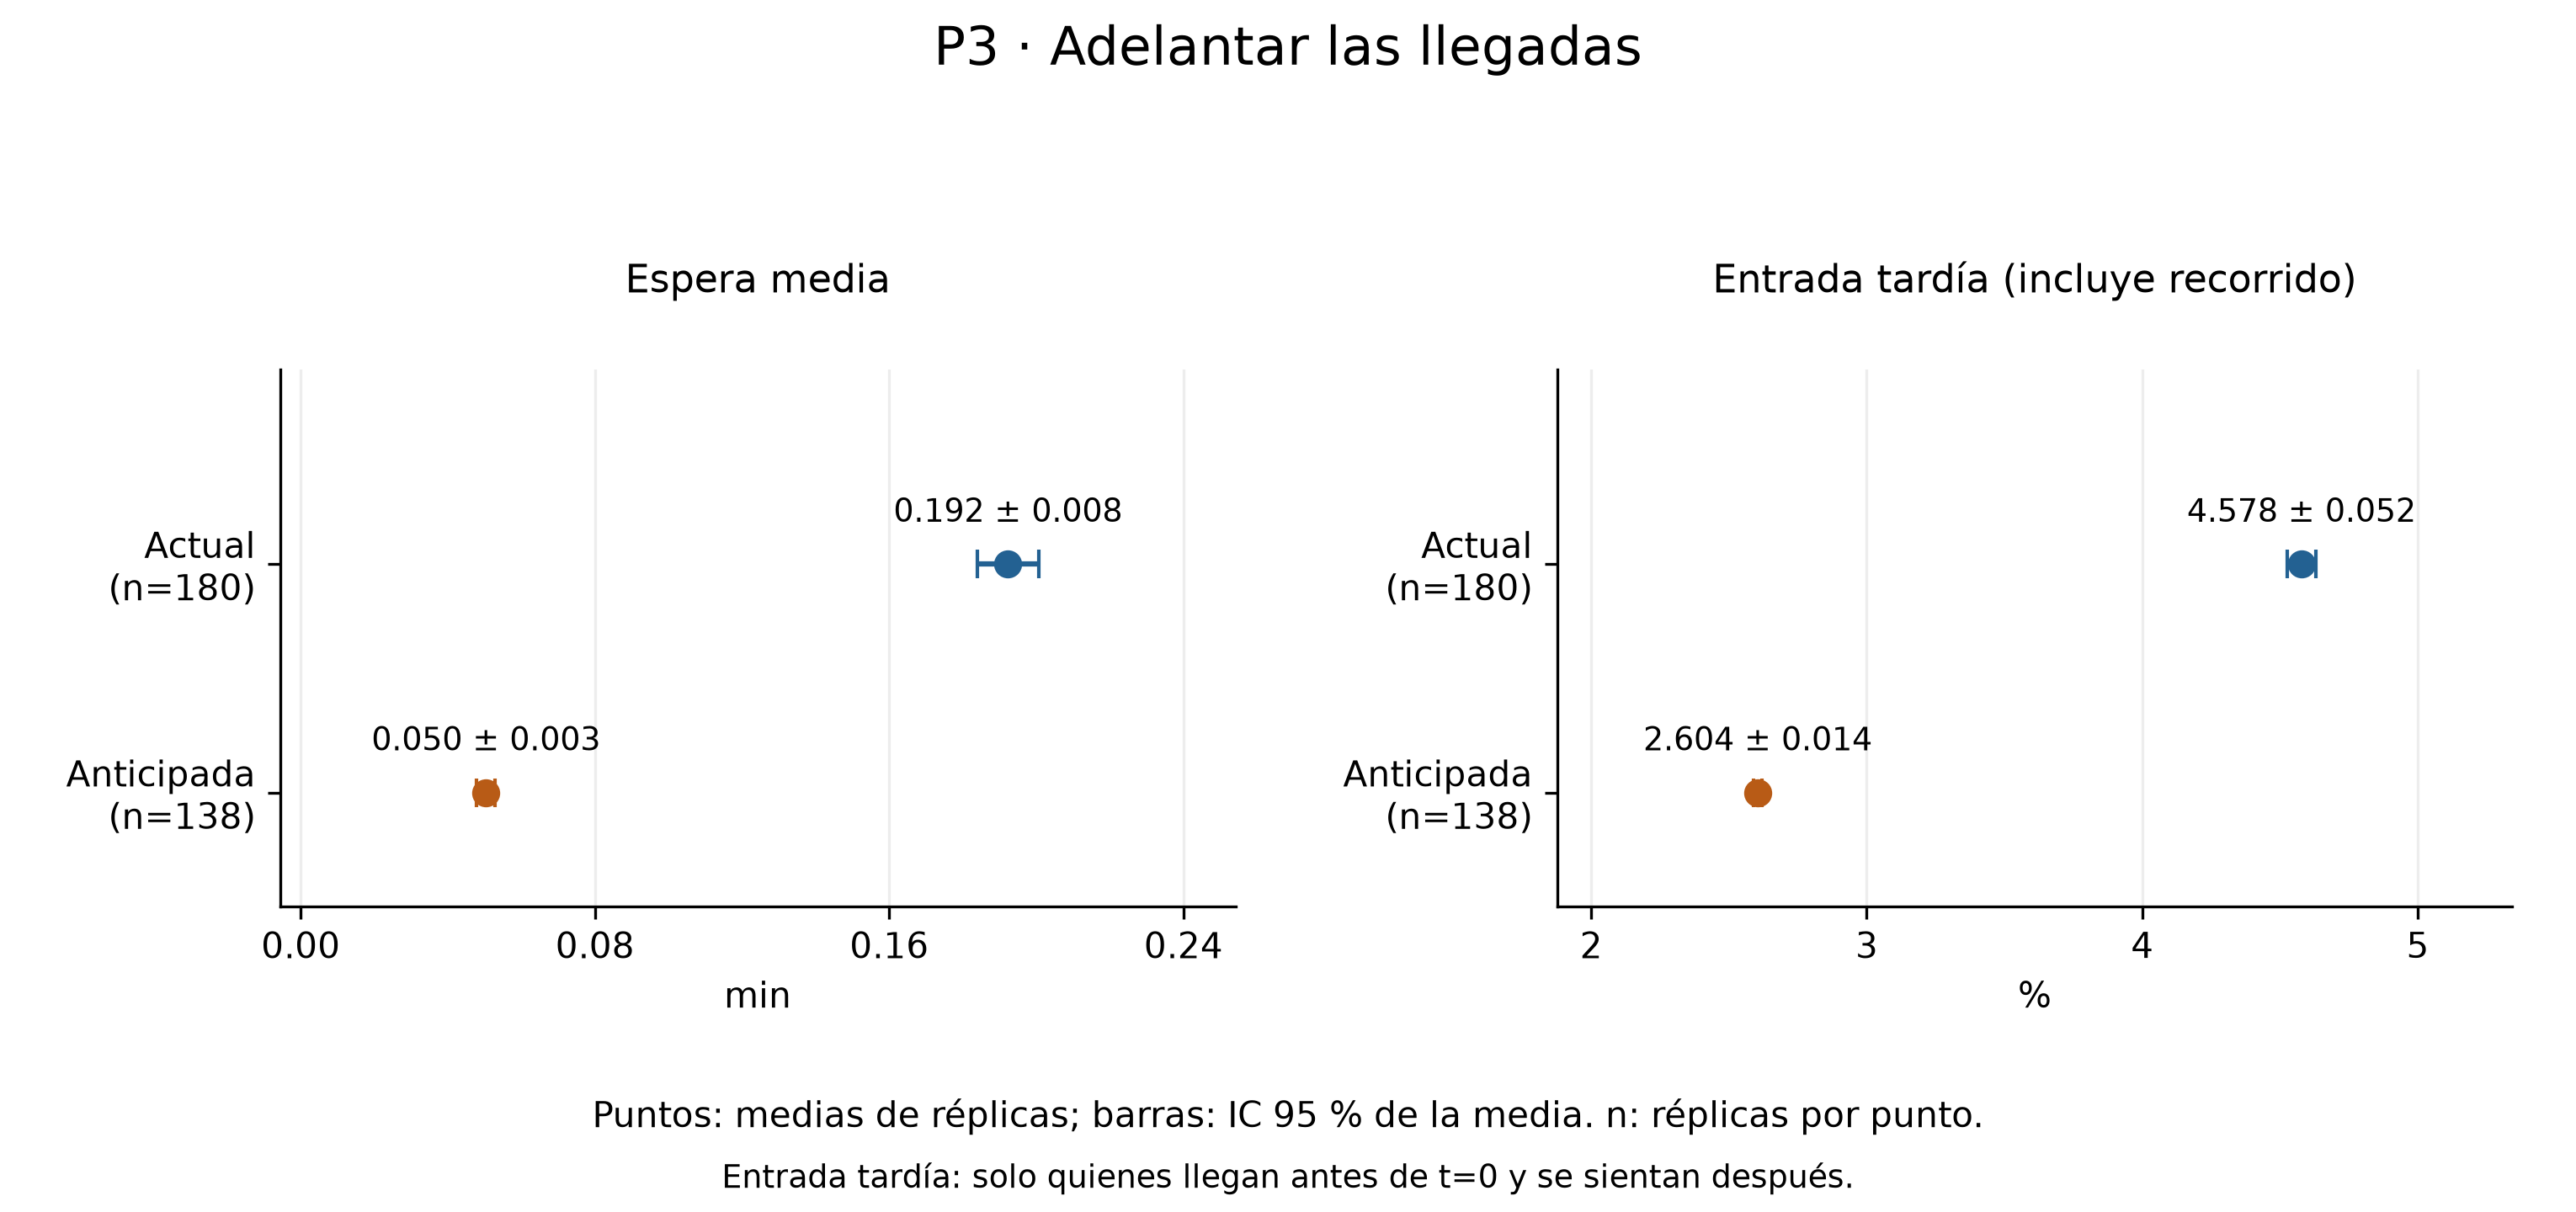 P3 · Adelantar las llegadas
Espera media
0.192 ± 0.008
Actual
(n=180)
0.050 ± 0.003
Anticipada
(n=138)
0.00 0.08 0.16 0.24
min
Entrada tardía (incluye recorrido)
4.578 ± 0.052
Actual
(n=180)
2.604 ± 0.014
Anticipada
(n=138)
2 3 4 5
%
Puntos: medias de réplicas; barras: IC 95 % de la media. n: réplicas por punto.
Entrada tardía: solo quienes llegan antes de t=0 y se sientan después.